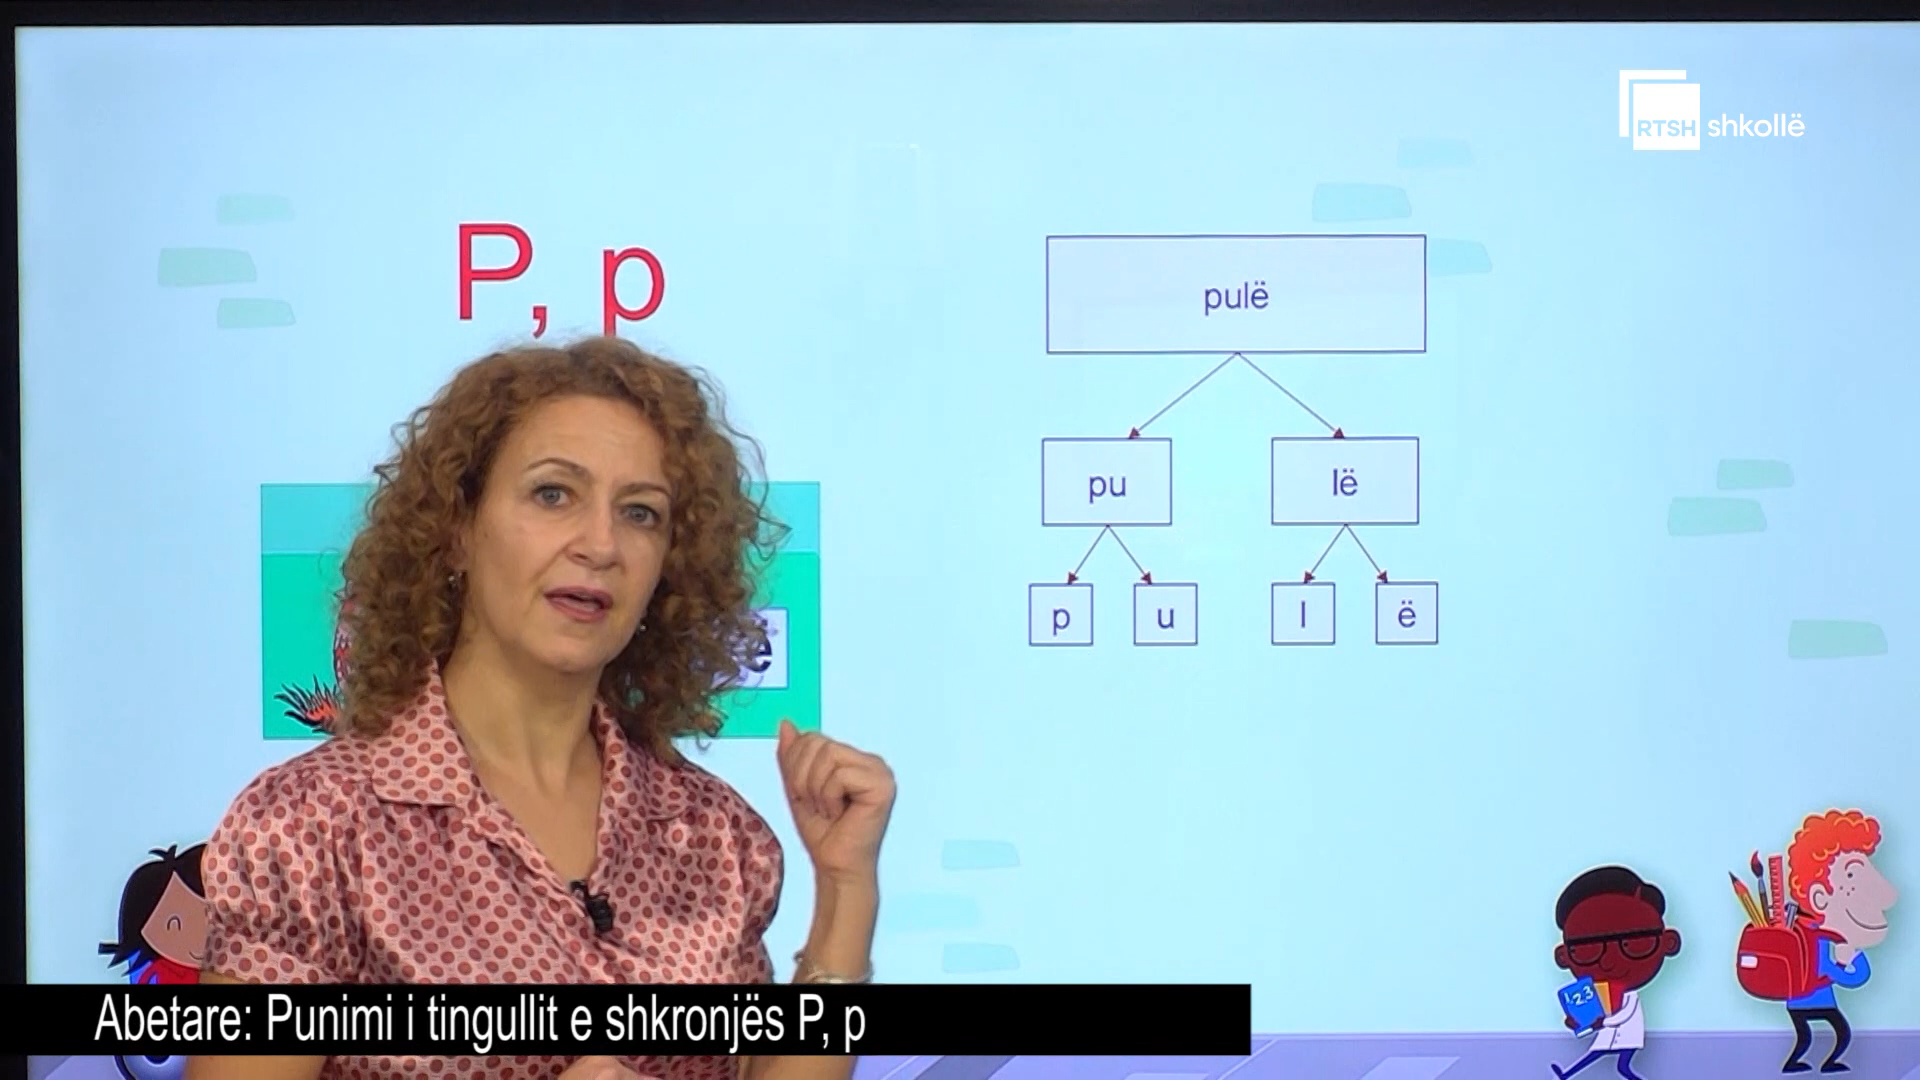 RTSH shkollë
P, p
pulë
pu lë
p u l ë
Abetare: Punimi i tingullit e shkronjës P, p